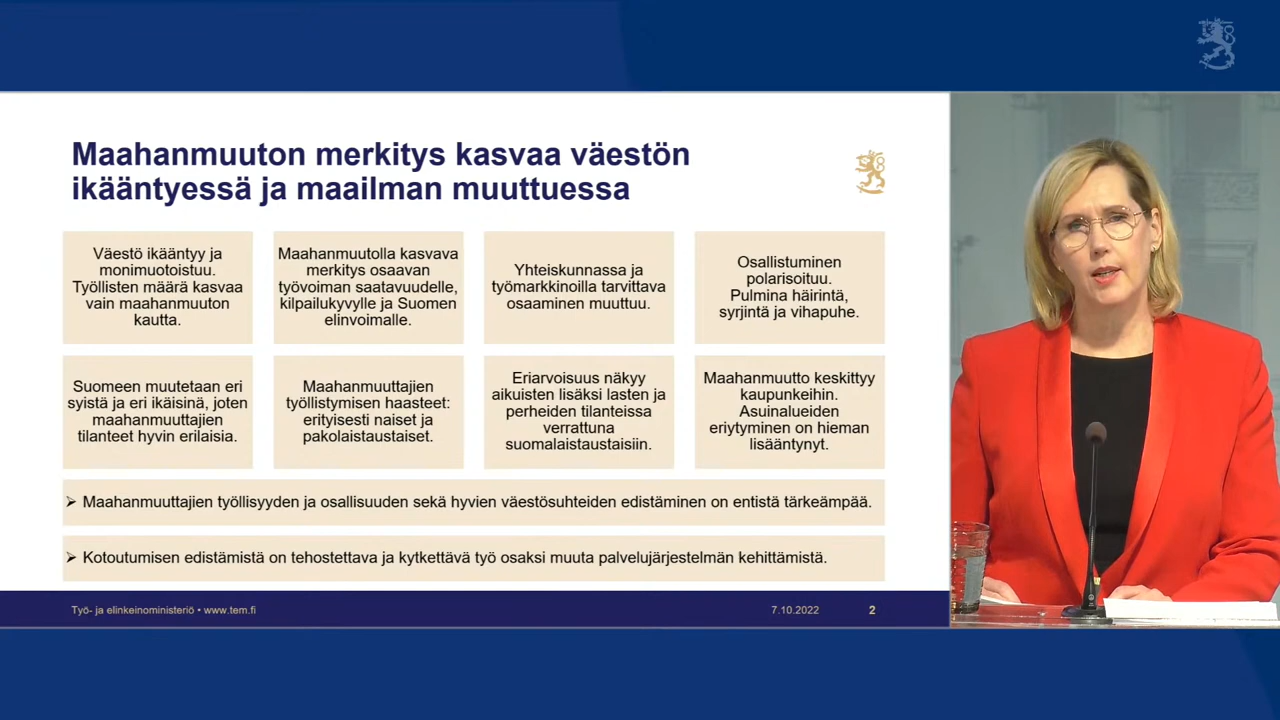 Maahanmuuton merkitys kasvaa väestön
ikääntyessä ja maailman muuttuessa
Väestö ikääntyy ja
monimuotoistuu.
Työllisten määrä kasvaa
vain maahanmuuton
kautta.
Maahanmuutolla kasvava
merkitys osaavan
työvoiman saatavuudelle,
kilpailukyvylle ja Suomen
elinvoimalle.
Yhteiskunnassa ja
työmarkkinoilla tarvittava
osaaminen muuttuu.
Osallistuminen
polarisoituu.
Pulmina häirintä,
syrjintä ja vihapuhe.
Suomeen muutetaan eri
syistä ja eri ikäisinä, joten
maahanmuuttajien
tilanteet hyvin erilaisia.
Maahanmuuttajien
työllistymisen haasteet:
erityisesti naiset ja
pakolaistaustaiset.
Eriarvoisuus näkyy
aikuisten lisäksi lasten ja
perheiden tilanteissa
verrattuna
suomalaistaustaisiin.
Maahanmuutto keskittyy
kaupunkeihin.
Asuinalueiden
eriytyminen on hieman
lisääntynyt.
➢ Maahanmuuttajien työllisyyden ja osallisuuden sekä hyvien väestösuhteiden edistäminen on entistä tärkeämpää.
➢ Kotoutumisen edistämistä on tehostettava ja kytkettävä työ osaksi muuta palvelujärjestelmän kehittämistä.
Työ- ja elinkeinoministeriö • www.tem.fi 7.10.2022 2